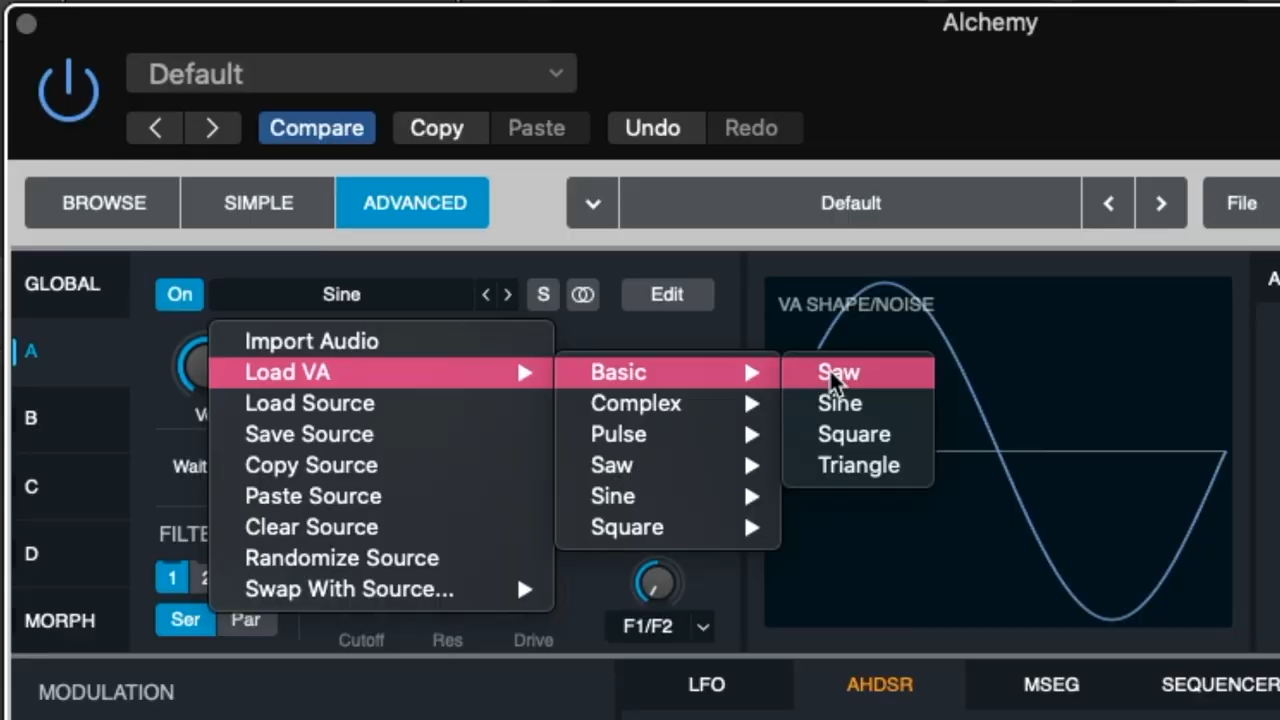 Alchemy
Default
Compare Copy Paste Undo Redo
BROWSE SIMPLE ADVANCED Default File
GLOBAL
A
B
C
D
MORPH
On Sine S Edit
Import Audio
Load VA
Load Source
Save Source
Copy Source
Paste Source
Clear Source
Randomize Source
Swap With Source...
Basic
Complex
Pulse
Saw
Sine
Square
Saw
Sine
Square
Triangle
VA SHAPE/NOISE
Wait
1 2
Ser Par
Cutoff Res Drive
F1/F2
MODULATION
LFO AHDSR MSEG SEQUENCER